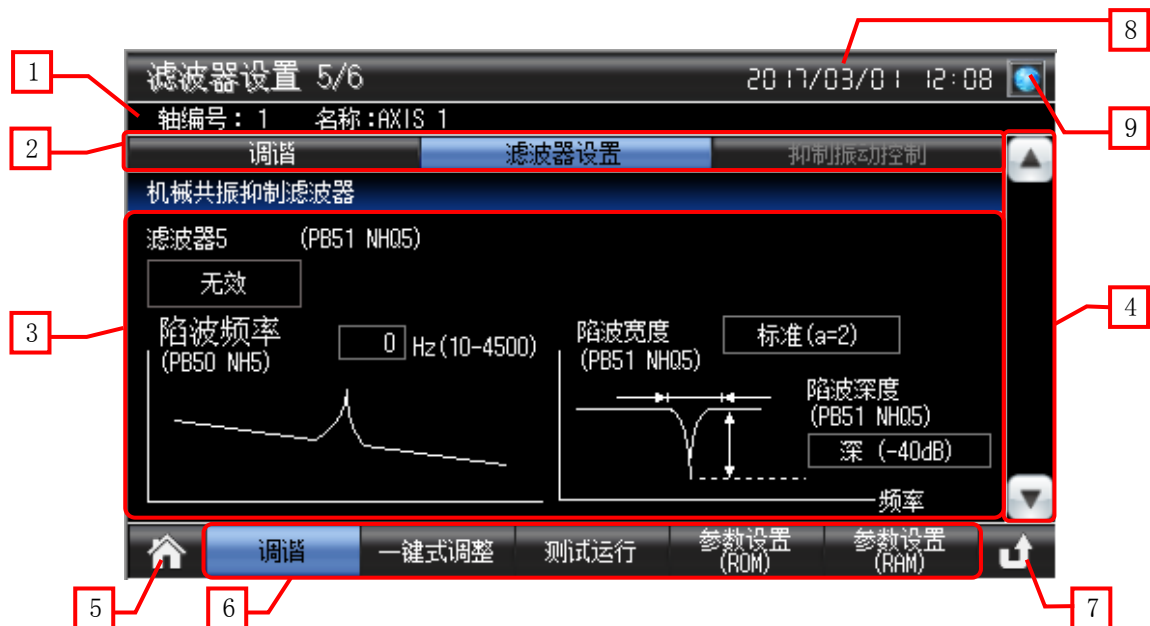 8
1
滤波器设置 5/6
2017/03/01 12:08
轴编号: 1 名称:AXIS 1
9
2
调谐
滤波器设置
抑制振动控制
机械共振抑制滤波器
滤波器5 (PB51 NHQ5)
无效
3
4
陷波频率
(PB50 NH5)
0 Hz(10-4500)
陷波宽度
(PB51 NHQ5)
标准(a=2)
陷波深度
(PB51 NHQ5)
深 (-40dB)
频率
调谐
一键式调整
测试运行
参数设置
(ROM)
参数设置
(RAM)
5
6
7